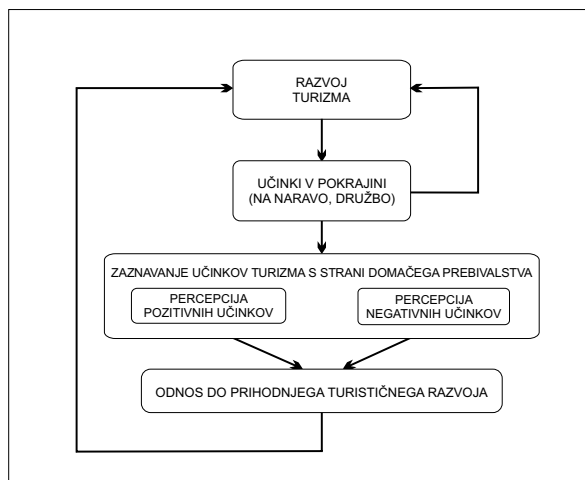 RAZVOJ
TURIZMA
UČINKI V POKRAJINI
(NA NARAVO, DRUŽBO)
ZAZNAVANJE UČINKOV TURIZMA S STRANI DOMAČEGA PREBIVALSTVA
PERCEPCIJA
POZITIVNIH UČINKOV
PERCEPCIJA
NEGATIVNIH UČINKOV
ODNOS DO PRIHODNJEGA TURISTIČNEGA RAZVOJA